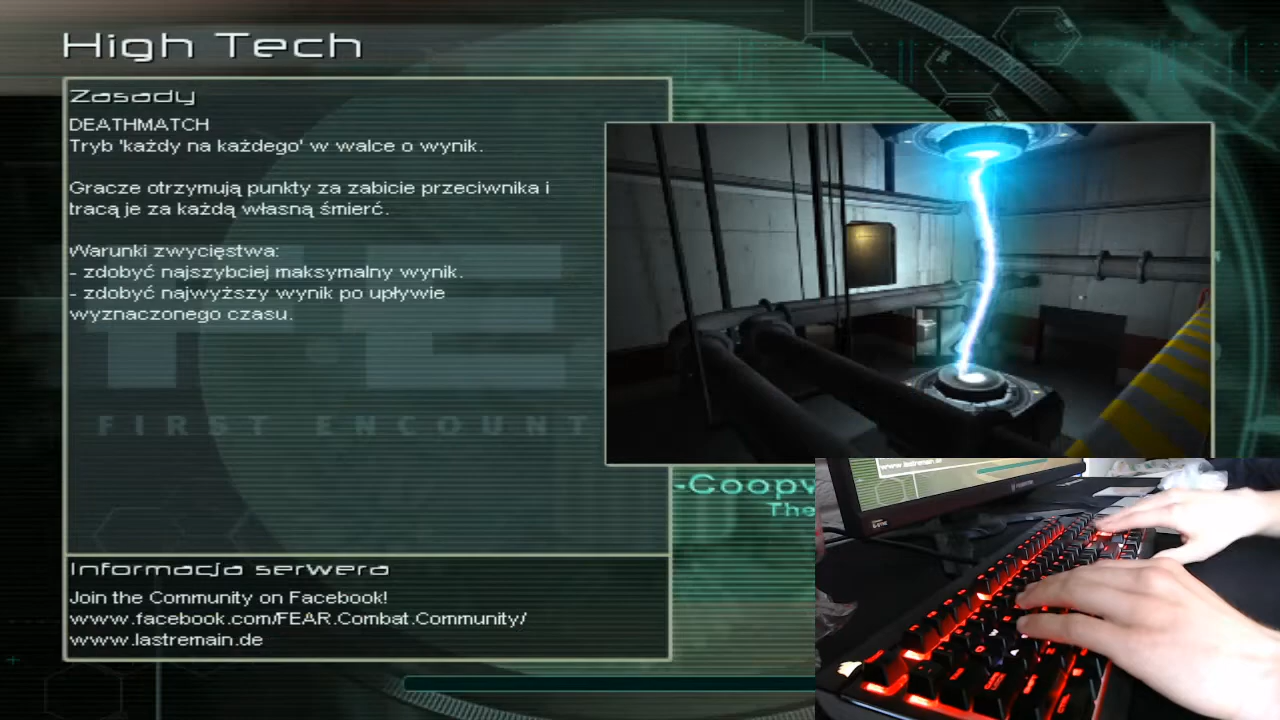 High Tech
Zasady
DEATHMATCH
Tryb 'każdy na każdego' w walce o wynik.
Gracze otrzymują punkty za zabicie przeciwnika i
tracą je za każdą własną śmierć.
Warunki zwycięstwa:
- zdobyć najszybciej maksymalny wynik.
- zdobyć najwyższy wynik po upływie
wyznaczonego czasu.
FIRST ENCOUNT
-Coopw
The
Informacja serwera
Join the Community on Facebook!
www.facebook.com/FEAR.Combat.Community/
www.lastremain.de